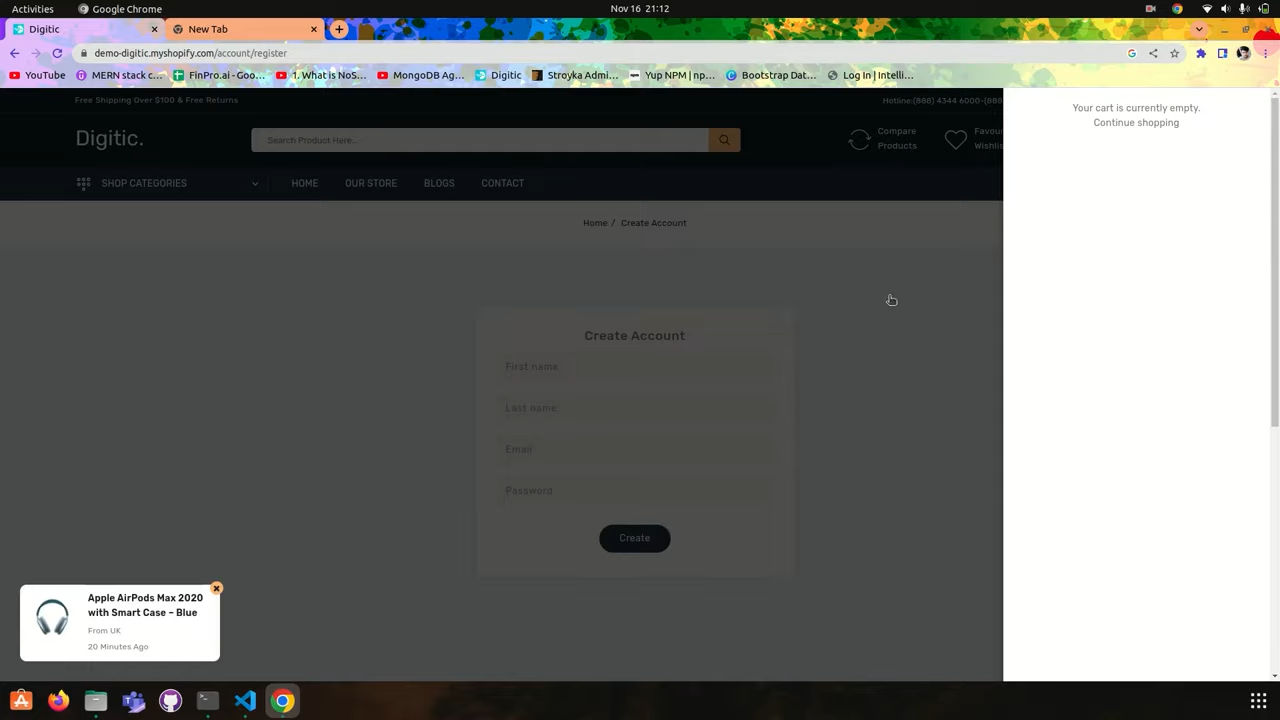 Activities
Google Chrome
Nov 16 21:12
Digitic
New Tab
demo-digitic.myshopify.com/account/register
YouTube
MERN stack c...
FinPro.ai - Goo...
1. What is NoS...
MongoDB Ag...
Digitic
Stroyka Admi...
Yup NPM | np...
Bootstrap Dat...
Log In | Intelli...
Free Shipping Over $100 & Free Returns
Hotline:(888) 4344 6000-(888
Digitic.
Search Product Here...
Compare
Products
Favou
Wishli
SHOP CATEGORIES
HOME
OUR STORE
BLOGS
CONTACT
Home / Create Account
Your cart is currently empty.
Continue shopping
Create Account
First name
Last name
Email
Password
Create
Apple AirPods Max 2020
with Smart Case – Blue
From UK
20 Minutes Ago